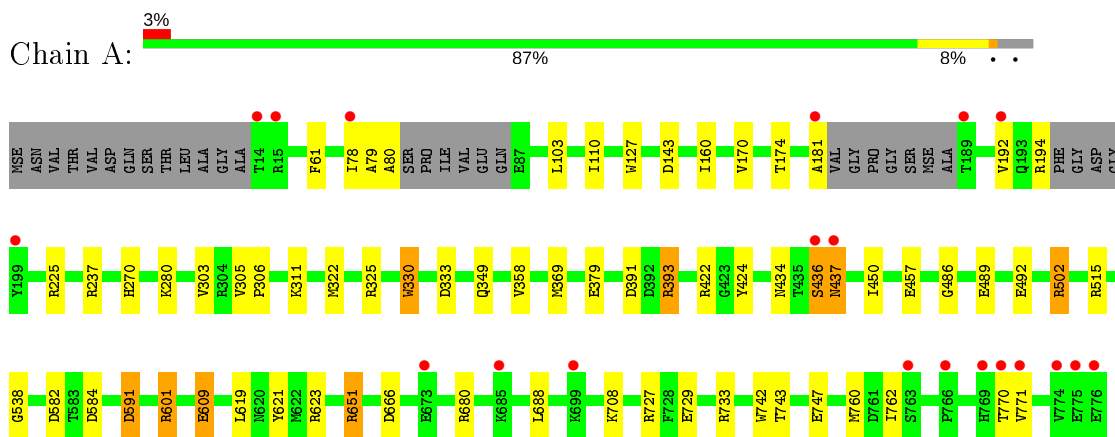 3%
Chain A:
87% 8% • •
MSE ASN VAL THR VAL ASP GLN SER THR LEU ALA GLY ALA T14 R15 F61 I78 A79 A80 SER PRO ILE VAL GLU GLN E87 L103 I110 W127 D143 I160 V170 T174 A181 VAL GLY PRO GLY SER MSE ALA T189 V192 Q193 R194 PHE GLY ASP GLY
Y199 R225 R237 H270 K280 V303 R304 V305 P306 K311 M322 R325 W330 D333 Q349 V358 M369 E379 D391 D392 R393 R422 G423 Y424 N434 T435 S436 N437 I450 E457 G486 E489 E492 R502 R515
G538 D582 T583 D584 D591 R601 E609 L619 N620 Y621 M622 R623 R651 D666 E673 R680 K685 L688 K699 K708 R727 F728 E729 R733 W742 T743 E747 M760 D761 I762 S763 P766 H769 T770 V771 V774 E775 E776